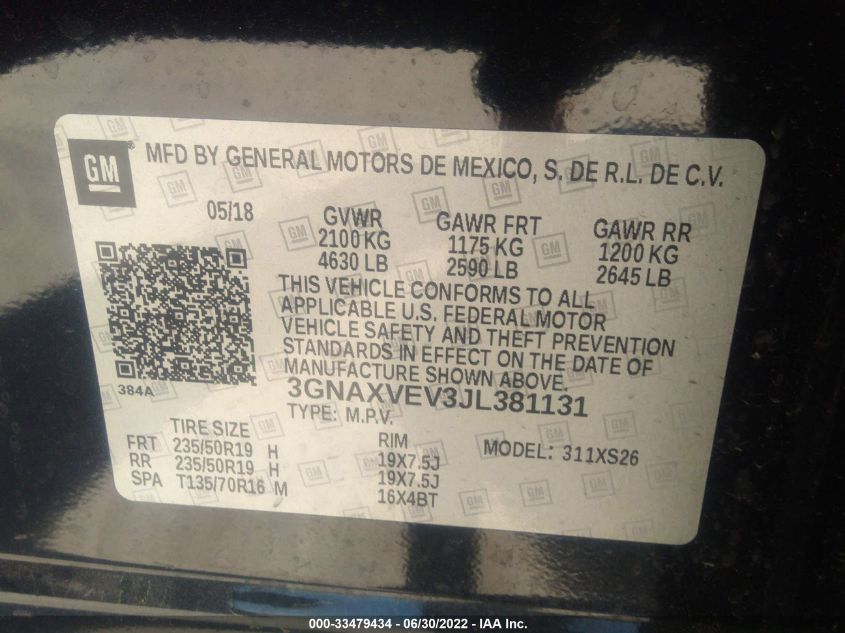 GM
MFD BY GENERAL MOTORS DE MEXICO, S. DE R.L. DE C.V.
05/18 GVWR GAWR FRT GAWR RR
2100 KG 1175 KG 1200 KG
4630 LB 2590 LB 2645 LB
THIS VEHICLE CONFORMS TO ALL
APPLICABLE U.S. FEDERAL MOTOR
VEHICLE SAFETY AND THEFT PREVENTION
STANDARDS IN EFFECT ON THE DATE OF
MANUFACTURE SHOWN ABOVE.
384A
3GNAXVEV3JL381131
TYPE: M.P.V.
TIRE SIZE RIM MODEL: 311XS26
FRT 235/50R19 H 19X7.5J
RR 235/50R19 H 19X7.5J
SPA T135/70R16 M 16X4BT
000-33479434 - 06/30/2022 - IAA Inc.